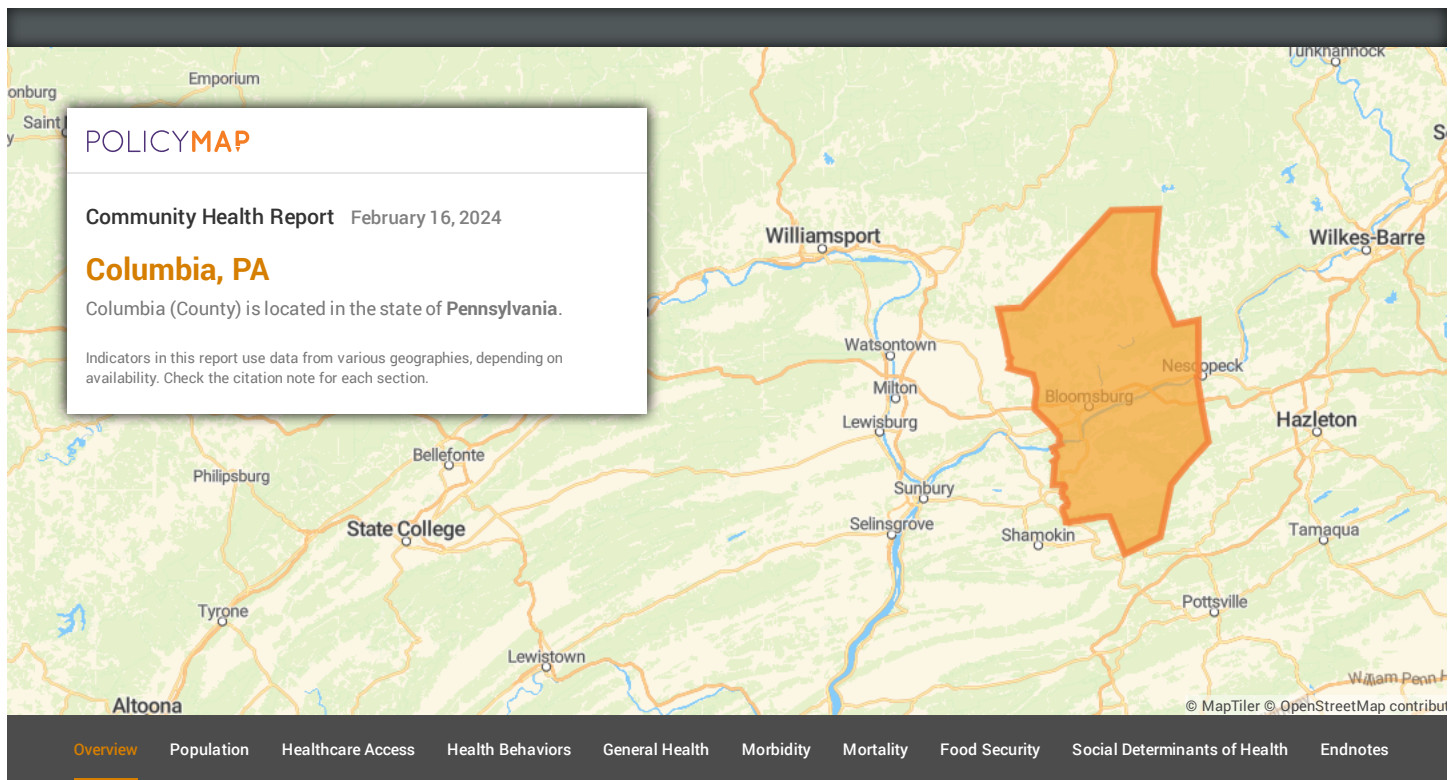 Tunkhannock
Emporium
onburg
Saint
POLICYMAP
Community Health Report February 16, 2024
Columbia, PA
Columbia (County) is located in the state of Pennsylvania.
Indicators in this report use data from various geographies, depending on
availability. Check the citation note for each section.
Williamsport
Wilkes-Barre
Watsontown
Nescopeck
Milton
Bloomsburg
Lewisburg
Hazleton
Bellefonte
Philipsburg
Sunbury
State College
Selinsgrove
Shamokin
Tamaqua
Tyrone
Pottsville
Lewistown
William Penn H
Altoona
© MapTiler © OpenStreetMap contribut
Overview Population Healthcare Access Health Behaviors General Health Morbidity Mortality Food Security Social Determinants of Health Endnotes